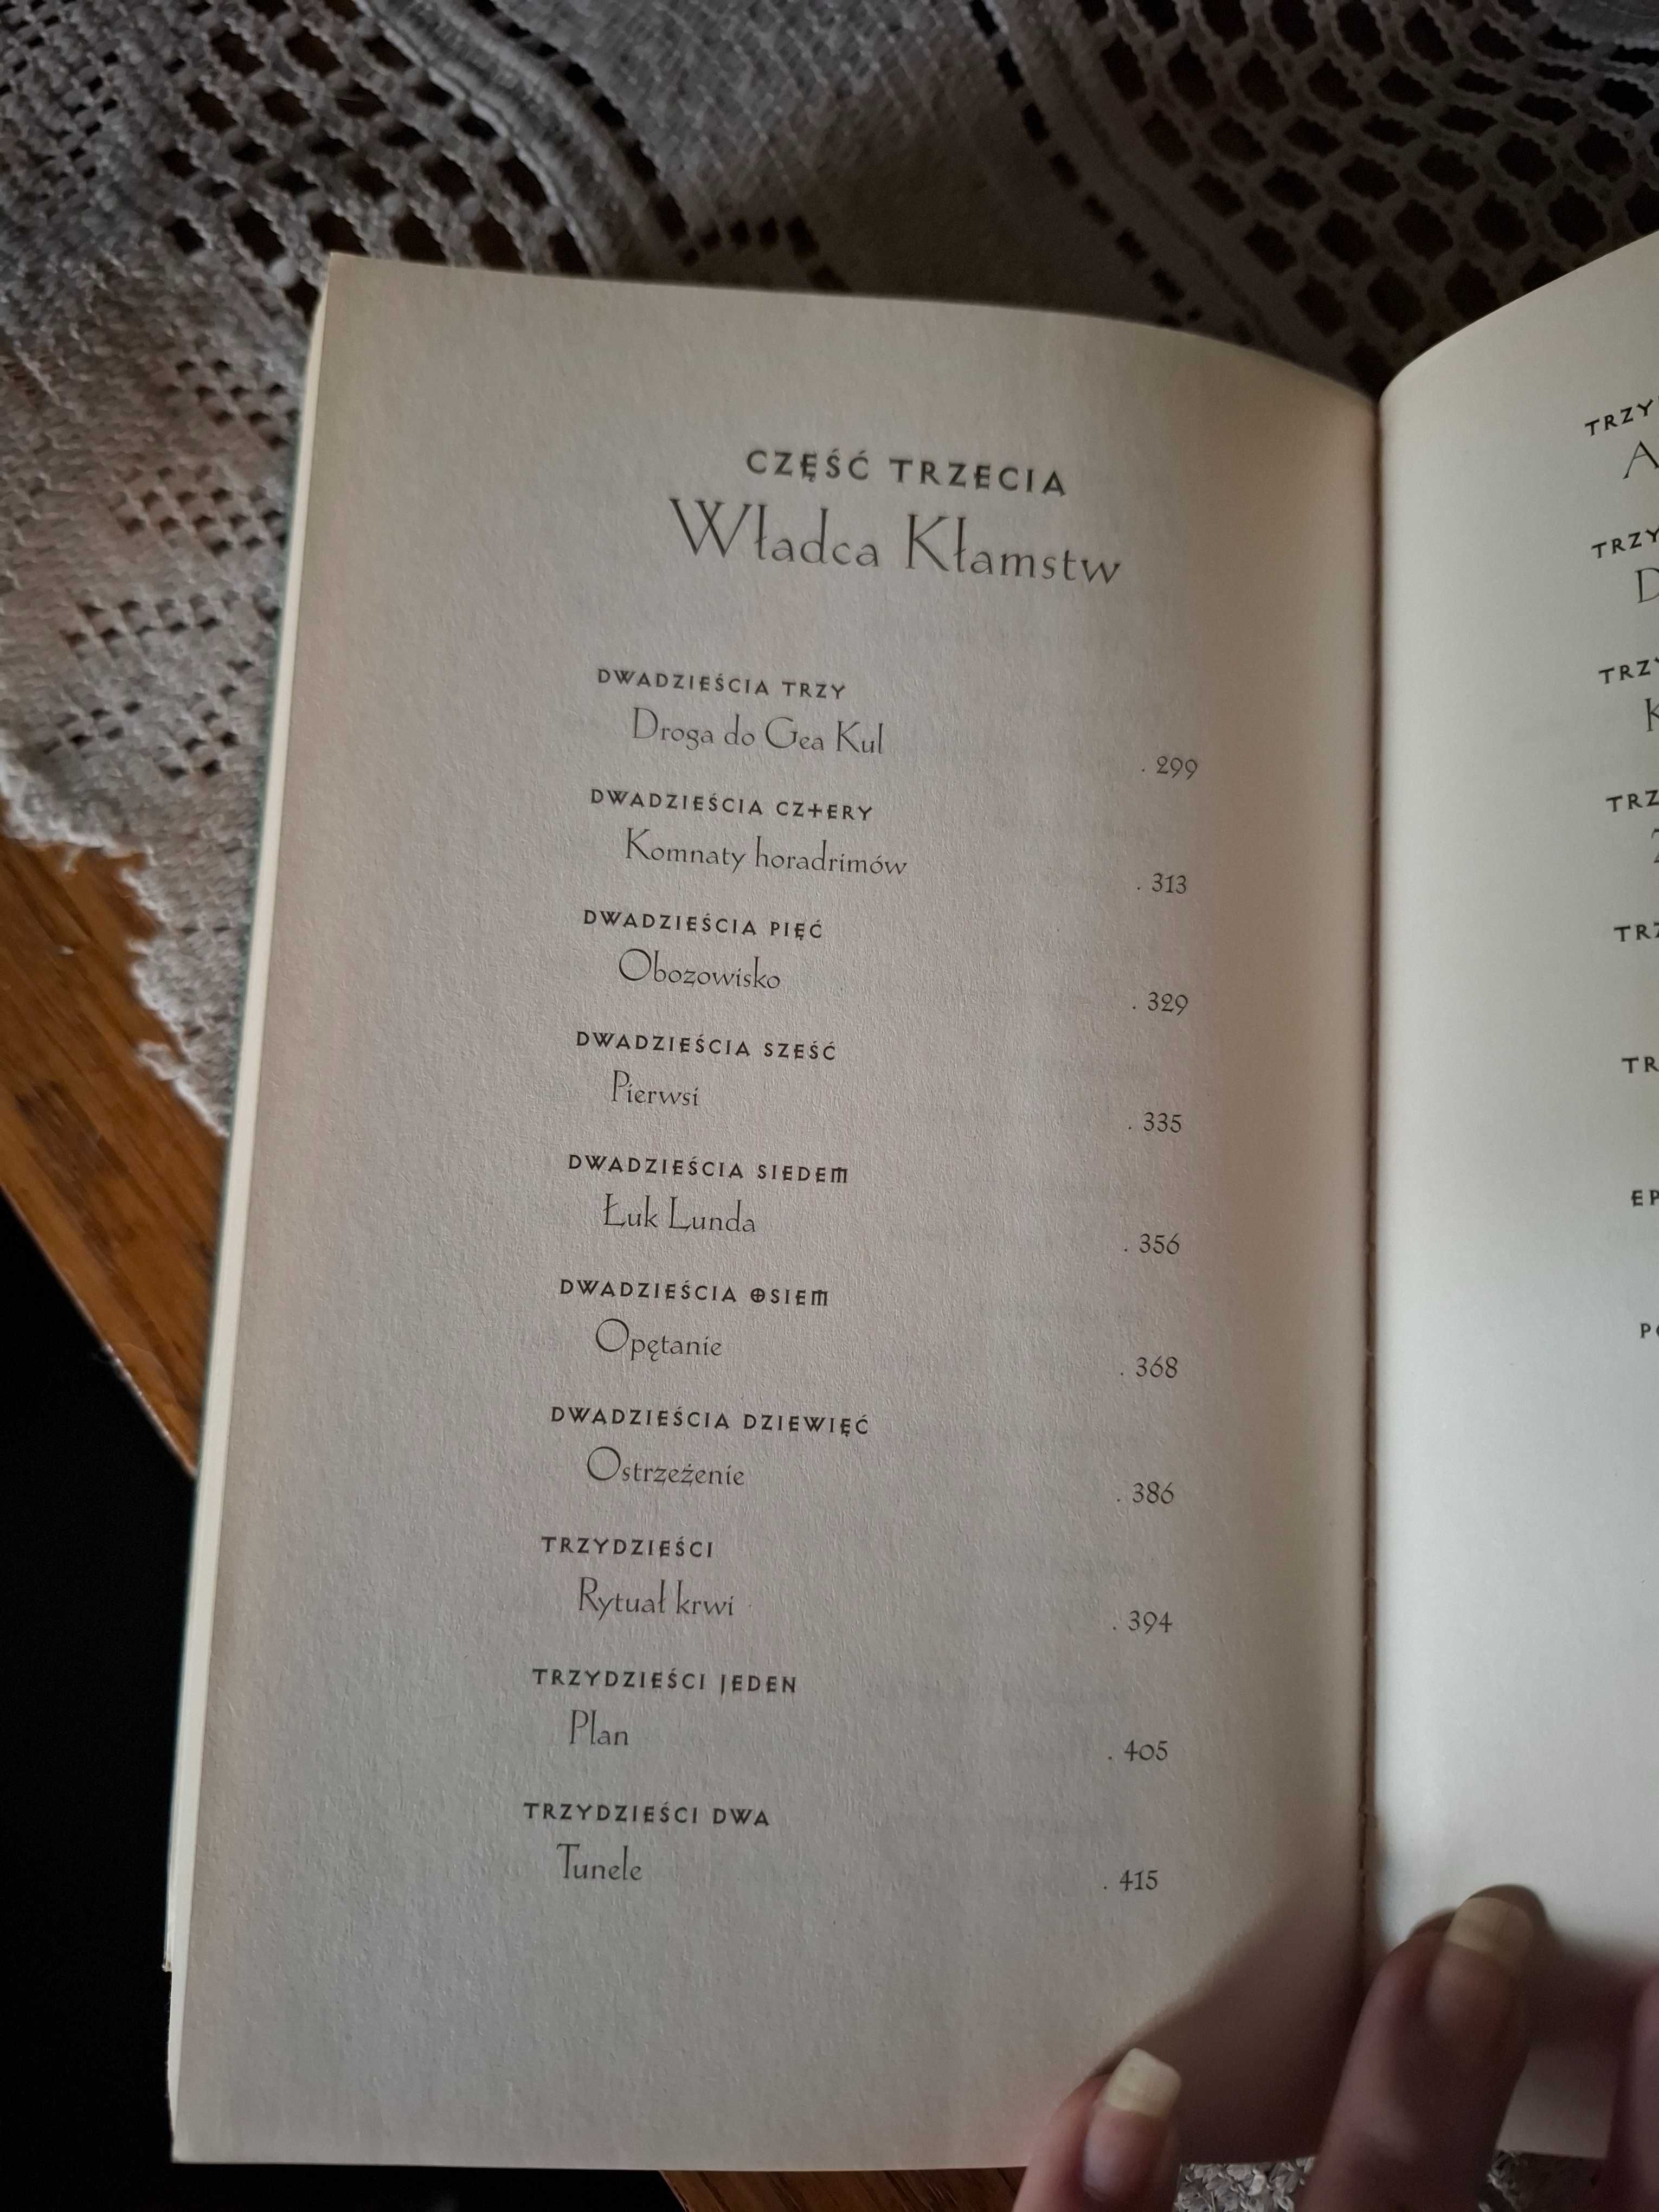 CZĘŚĆ TRZECIA
Władca Kłamstw
DWADZIEŚCIA TRZY
Droga do Gea Kul . 299
DWADZIEŚCIA CZTERY
Komnaty horadrimów . 313
DWADZIEŚCIA PIĘĆ
Obozowisko . 329
DWADZIEŚCIA SZEŚĆ
Pierwsi . 335
DWADZIEŚCIA SIEDEM
Łuk Lunda . 356
DWADZIEŚCIA OSIEM
Opętanie . 368
DWADZIEŚCIA DZIEWIĘĆ
Ostrzeżenie . 386
TRZYDZIEŚCI
Rytuał krwi . 394
TRZYDZIEŚCI JEDEN
Plan . 405
TRZYDZIEŚCI DWA
Tunele . 415